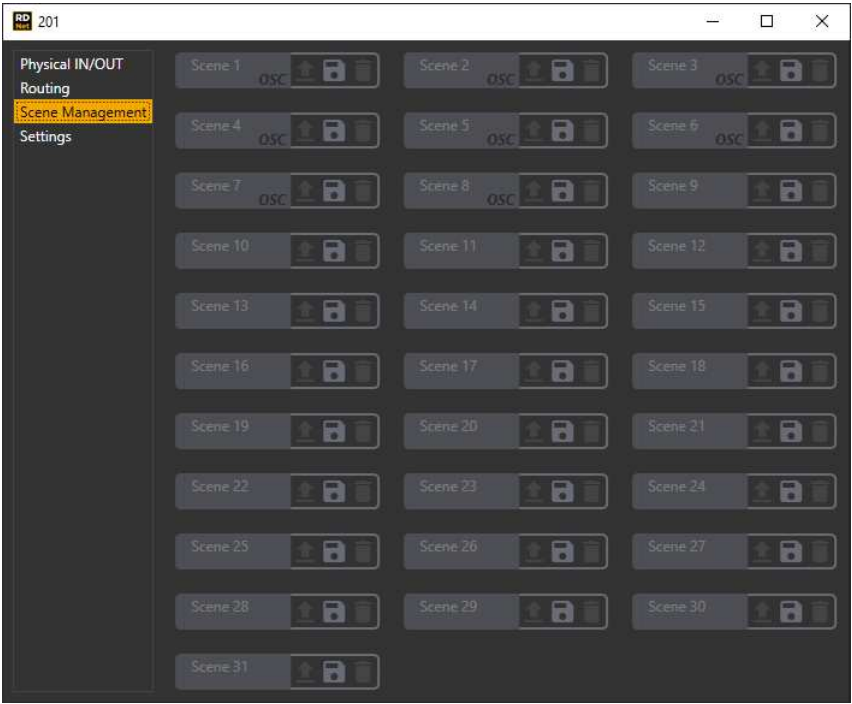 RD
Net
201
Physical IN/OUT
Routing
Scene Management
Settings
Scene 1 OSC
Scene 2 OSC
Scene 3 OSC
Scene 4 OSC
Scene 5 OSC
Scene 6 OSC
Scene 7 OSC
Scene 8 OSC
Scene 9
Scene 10
Scene 11
Scene 12
Scene 13
Scene 14
Scene 15
Scene 16
Scene 17
Scene 18
Scene 19
Scene 20
Scene 21
Scene 22
Scene 23
Scene 24
Scene 25
Scene 26
Scene 27
Scene 28
Scene 29
Scene 30
Scene 31